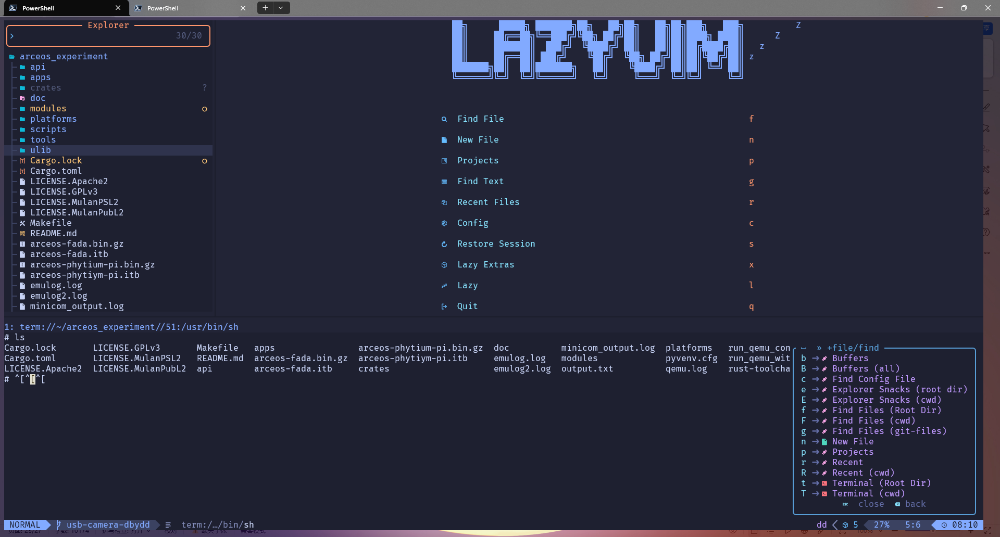 PowerShell
PowerShell
Explorer
30/30
arceos_experiment
api
apps
crates ?
doc
modules
platforms
scripts
tools
ulib
Cargo.lock
Cargo.toml
LICENSE.Apache2
LICENSE.GPLv3
LICENSE.MulanPSL2
LICENSE.MulanPubL2
Makefile
README.md
arceos-fada.bin.gz
arceos-fada.itb
arceos-phytium-pi.bin.gz
arceos-phytiym-pi.itb
emulog.log
emulog2.log
minicom_output.log
LAZYVIM
Z
Z
z
z
Find File f
New File n
Projects p
Find Text g
Recent Files r
Config c
Restore Session s
Lazy Extras x
Lazy l
Quit q
1: term://~/arceos_experiment//51:/usr/bin/sh
# ls
Cargo.lock LICENSE.GPLv3 Makefile apps arceos-phytium-pi.bin.gz doc minicom_output.log platforms run_qemu_con
Cargo.toml LICENSE.MulanPSL2 README.md arceos-fada.bin.gz arceos-phytiym-pi.itb emulog.log modules pyvenv.cfg run_qemu_wit
LICENSE.Apache2 LICENSE.MulanPubL2 api arceos-fada.itb crates emulog2.log output.txt qemu.log rust-toolcha
# ^[^[^[
» +file/find
b → Buffers
B → Buffers (all)
c → Find Config File
e → Explorer Snacks (root dir)
E → Explorer Snacks (cwd)
f → Find Files (Root Dir)
F → Find Files (cwd)
g → Find Files (git-files)
n → New File
p → Projects
r → Recent
R → Recent (cwd)
t → Terminal (Root Dir)
T → Terminal (cwd)
ESC close back
NORMAL usb-camera-dbydd term:/…/bin/sh dd 5 27% 5:6 08:10